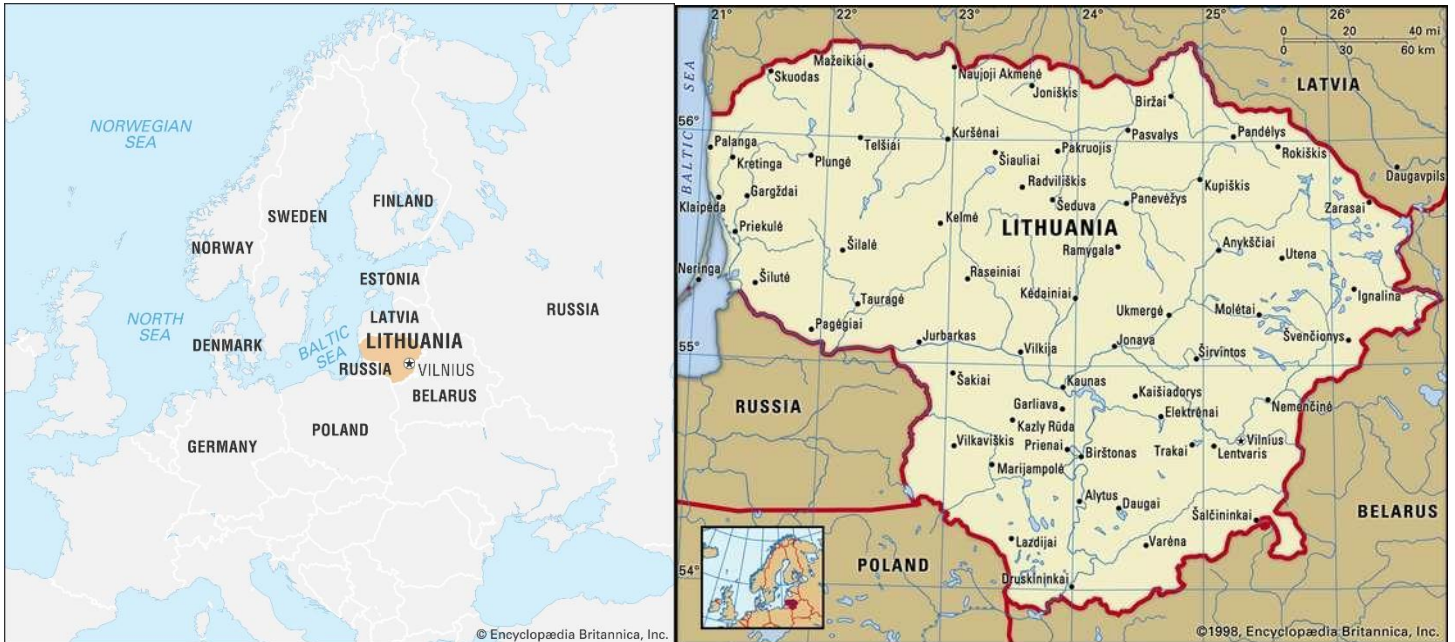 NORWEGIAN
SEA
FINLAND
SWEDEN
NORWAY
ESTONIA
RUSSIA
NORTH
SEA
LATVIA
DENMARK
BALTIC
SEA
LITHUANIA
RUSSIA
VILNIUS
BELARUS
POLAND
GERMANY
© Encyclopædia Britannica, Inc.
21°
22°
23°
24°
25°
26°
0 20 40 mi
0 30 60 km
Mažeikiai
Skuodas
Naujoji Akmenė
Joniškis
LATVIA
Biržai
BALTIC SEA
56°
Palanga
Kretinga
Plungė
Telšiai
Kuršėnai
Pasvalys
Pandėlys
Šiauliai
Pakruojis
Rokiškis
Daugavpils
Gargždai
Radviliškis
Kupiškis
Klaipėda
Šeduva
Panevėžys
Zarasai
Priekulė
Kelmė
LITHUANIA
Šilalė
Ramygala
Anykščiai
Utena
Neringa
Šilutė
Raseiniai
Tauragė
Kėdainiai
Ignalina
Ukmergė
Molėtai
Pagėgiai
Jurbarkas
Vilkija
Jonava
Širvintos
Švenčionys
55°
Šakiai
Kaunas
Kaišiadorys
Nemenčinė
RUSSIA
Garliava
Elektrėnai
Kazly Rūda
Vilkaviškis
Prienai
Birštonas
Trakai
Vilnius
Lentvaris
Marijampolė
Alytus
Daugai
Šalčininkai
BELARUS
Lazdijai
Varėna
POLAND
54°
Druskininkai
©1998, Encyclopædia Britannica, Inc.